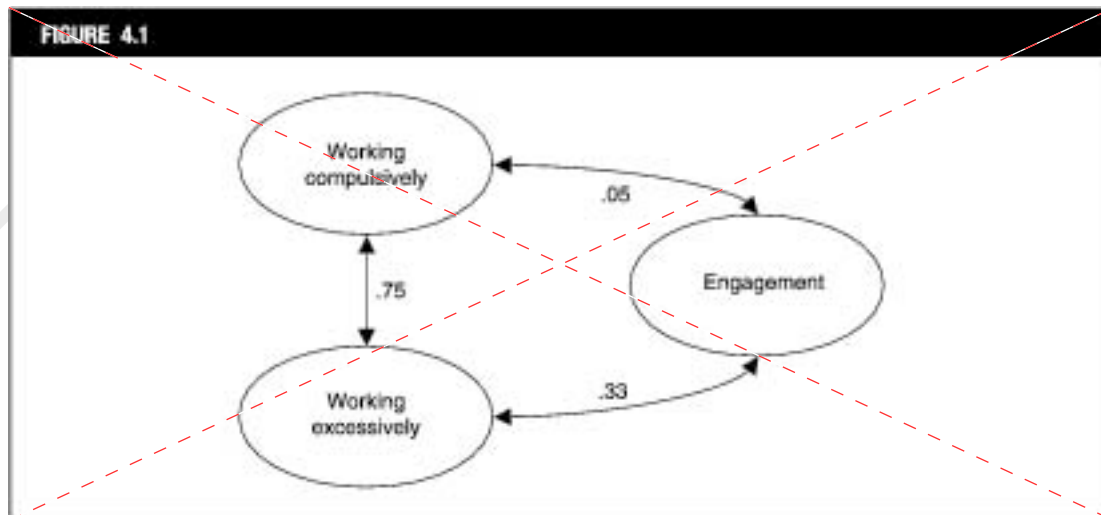 FIGURE 4.1
Working
compulsively
.05
Engagement
.75
.33
Working
excessively